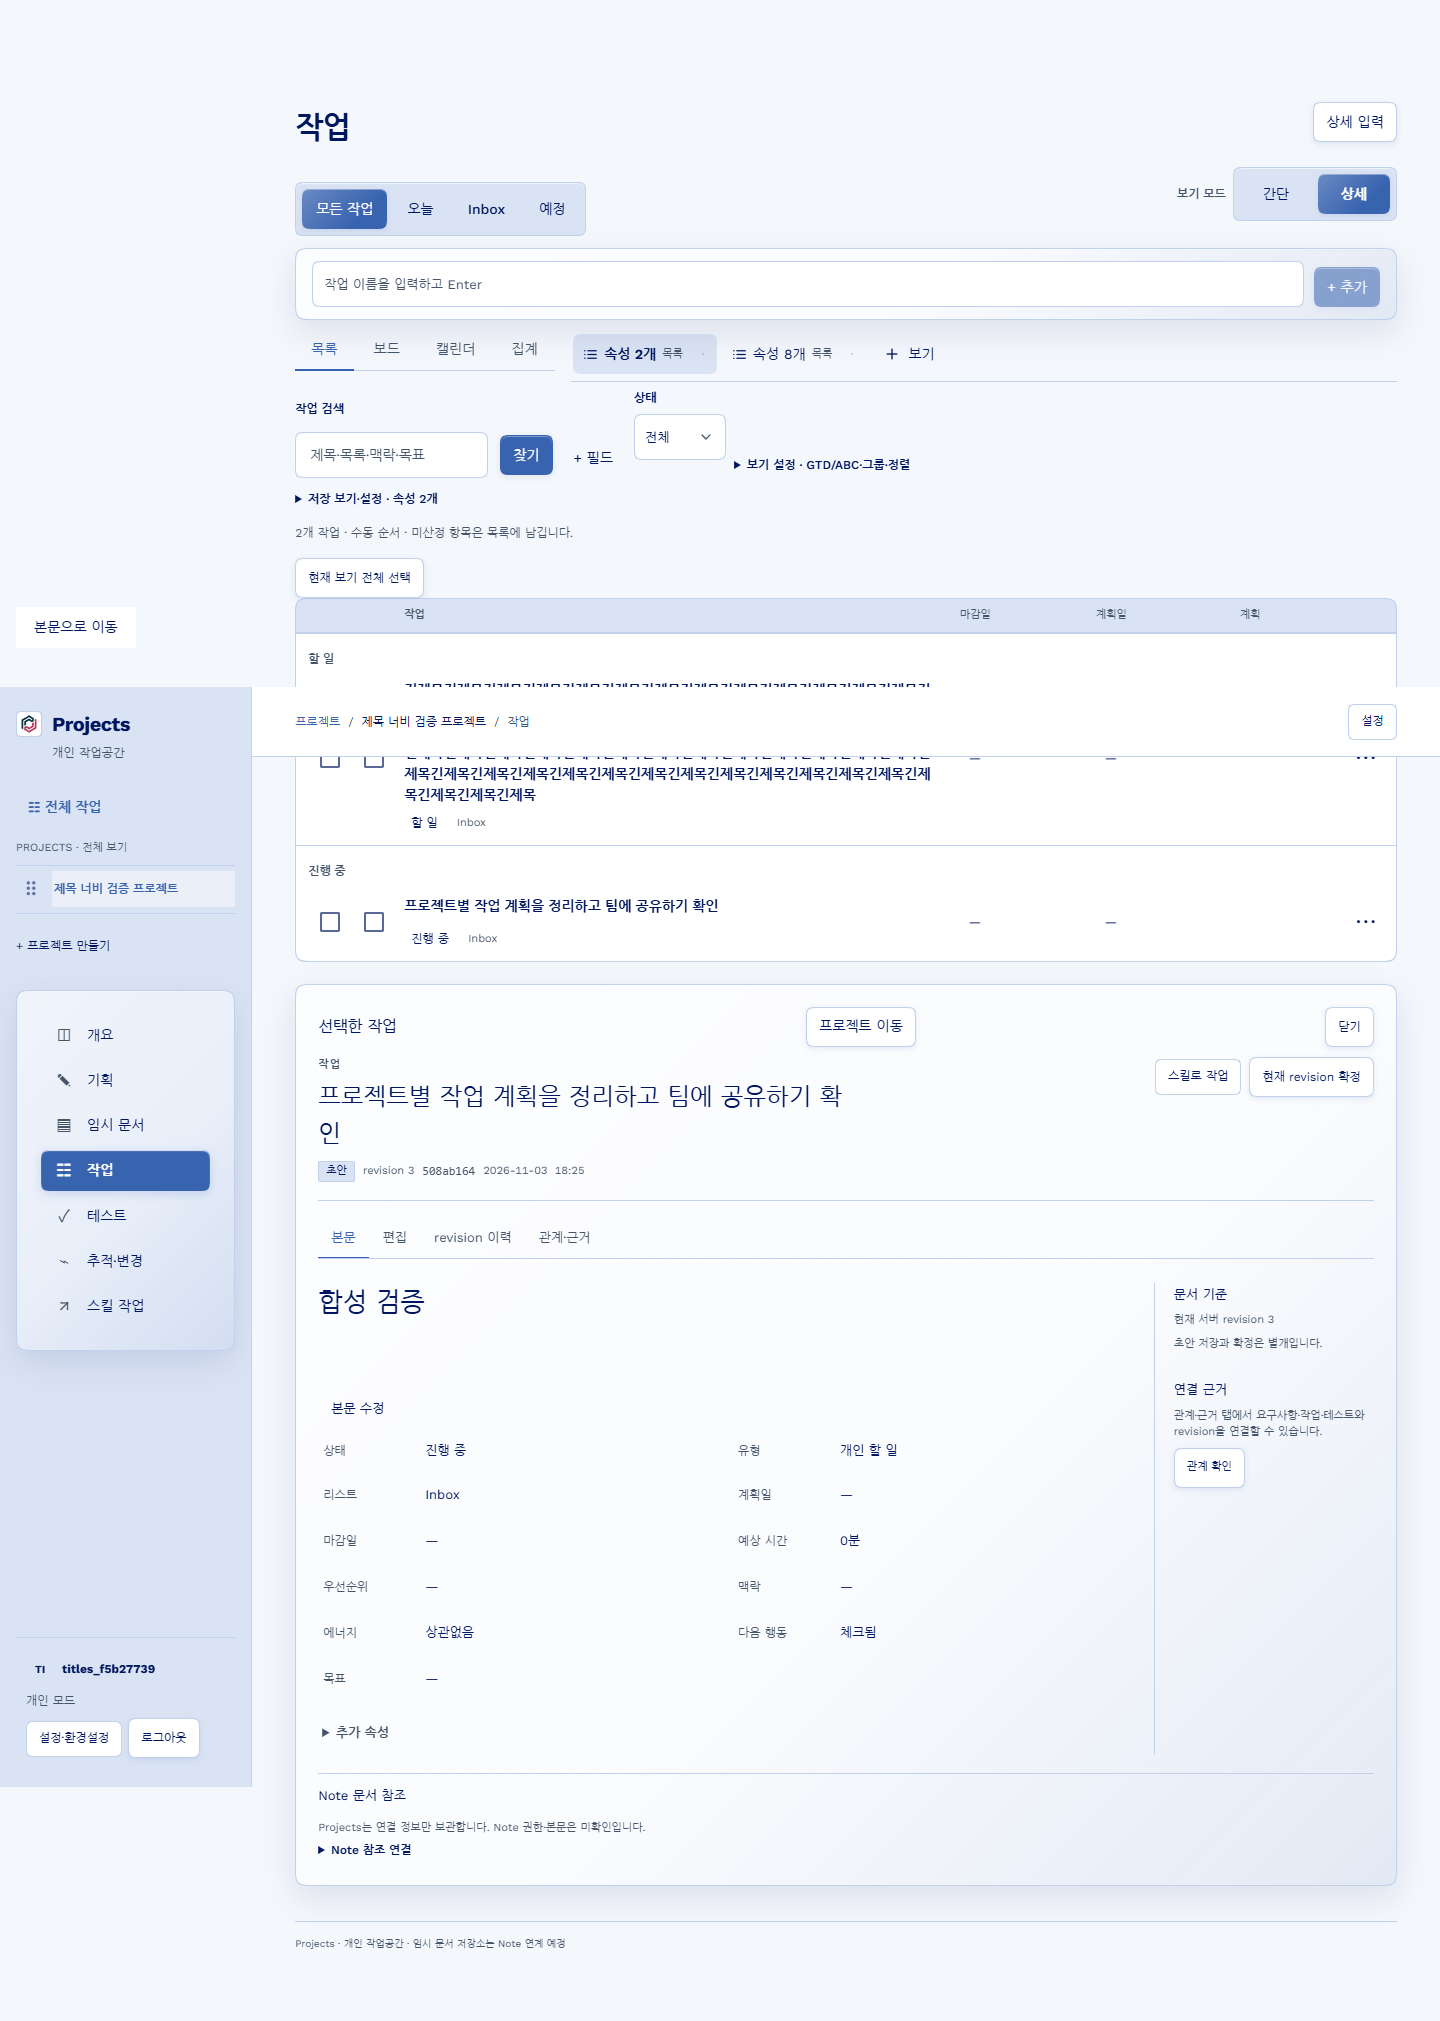 작업
상세 입력
모든 작업
오늘
Inbox
예정
보기 모드
간단
상세
작업 이름을 입력하고 Enter
+ 추가
목록
보드
캘린더
집계
속성 2개 목록
속성 8개 목록
+ 보기
작업 검색
상태
제목·목록·맥락·목표
찾기
+ 필드
전체
▶ 보기 설정 · GTD/ABC·그룹·정렬
▶ 저장 보기·설정 · 속성 2개
2개 작업 · 수동 순서 · 미산정 항목은 목록에 남깁니다.
현재 보기 전체 선택
작업
마감일
계획일
계획
본문으로 이동
할 일
Projects
개인 작업공간
프로젝트 / 제목 너비 검증 프로젝트 / 작업
설정
제목긴제목긴제목긴제목긴제목긴제목긴제목긴제목긴제목긴제목긴제목긴제목긴제
목긴제목긴제목긴제목
할 일
Inbox
전체 작업
PROJECTS · 전체 보기
제목 너비 검증 프로젝트
+ 프로젝트 만들기
진행 중
프로젝트별 작업 계획을 정리하고 팀에 공유하기 확인
—
—
진행 중
Inbox
개요
기획
임시 문서
작업
테스트
추적·변경
스킬 작업
선택한 작업
프로젝트 이동
닫기
작업
스킬로 작업
현재 revision 확정
프로젝트별 작업 계획을 정리하고 팀에 공유하기 확
인
초안
revision 3
508ab164
2026-11-03 18:25
본문
편집
revision 이력
관계·근거
합성 검증
문서 기준
현재 서버 revision 3
초안 저장과 확정은 별개입니다.
연결 근거
관계·근거 탭에서 요구사항·작업·테스트와
revision을 연결할 수 있습니다.
관계 확인
본문 수정
상태
진행 중
유형
개인 할 일
리스트
Inbox
계획일
—
마감일
—
예상 시간
0분
우선순위
—
맥락
—
에너지
상관없음
다음 행동
체크됨
목표
—
▶ 추가 속성
TI
titles_f5b27739
개인 모드
설정·환경설정
로그아웃
Note 문서 참조
Projects는 연결 정보만 보관합니다. Note 권한·본문은 미확인입니다.
▶ Note 참조 연결
Projects · 개인 작업공간 · 임시 문서 저장소는 Note 연계 예정